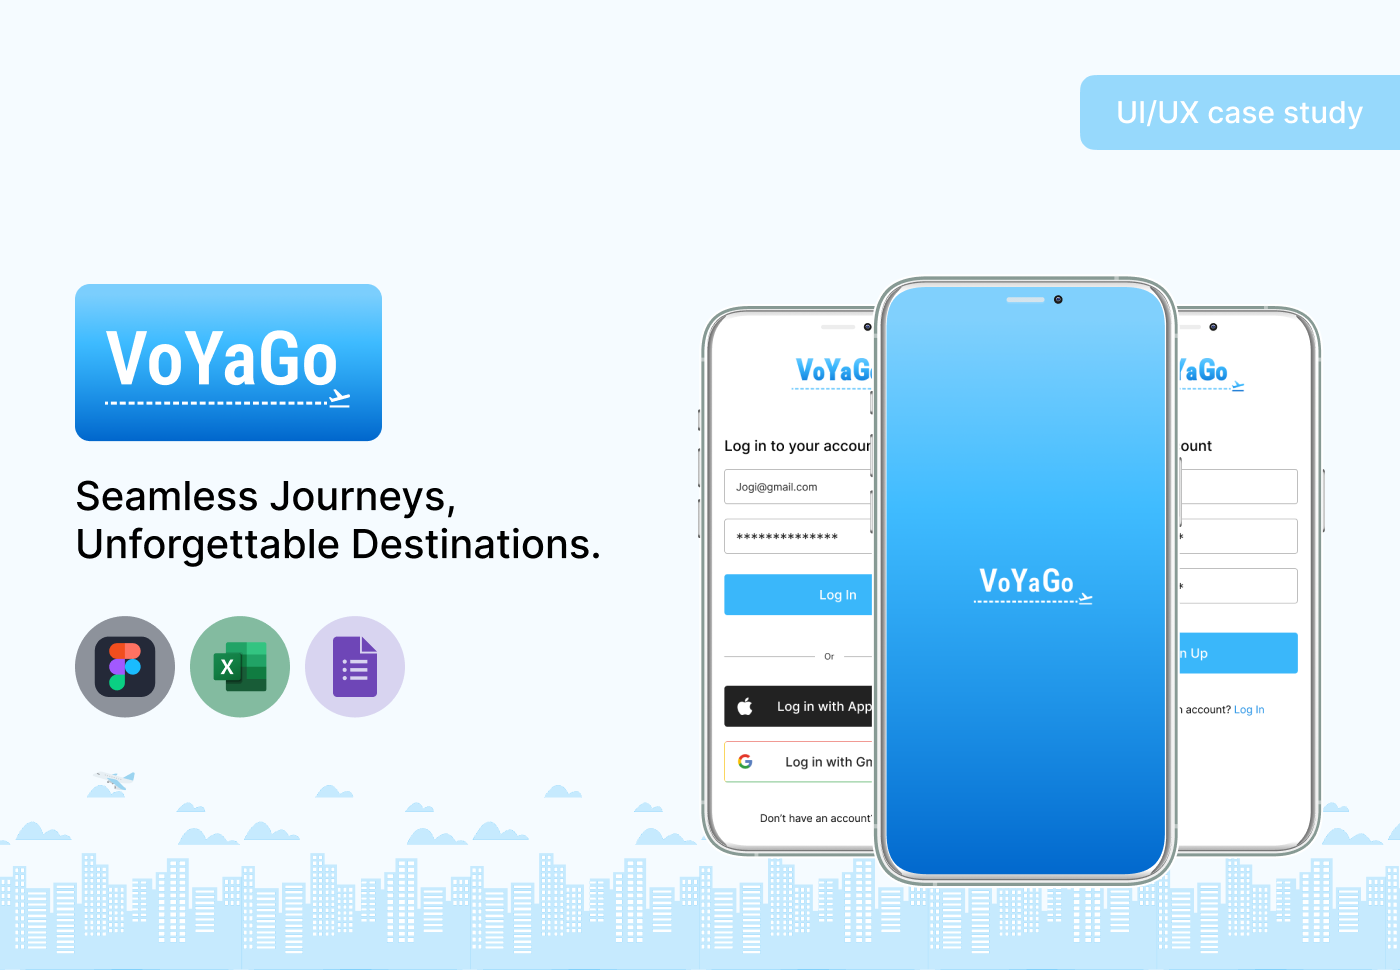 UI/UX case study
VoYaGo
Seamless Journeys,
Unforgettable Destinations.
X
VoYaG
Log in to your accour
Jogi@gmail.com
**************
Log In
Or
Log in with App
Log in with Gm
Don't have an account?
VoYaGo
YaGo
ount
*
*
n Up
account? Log In